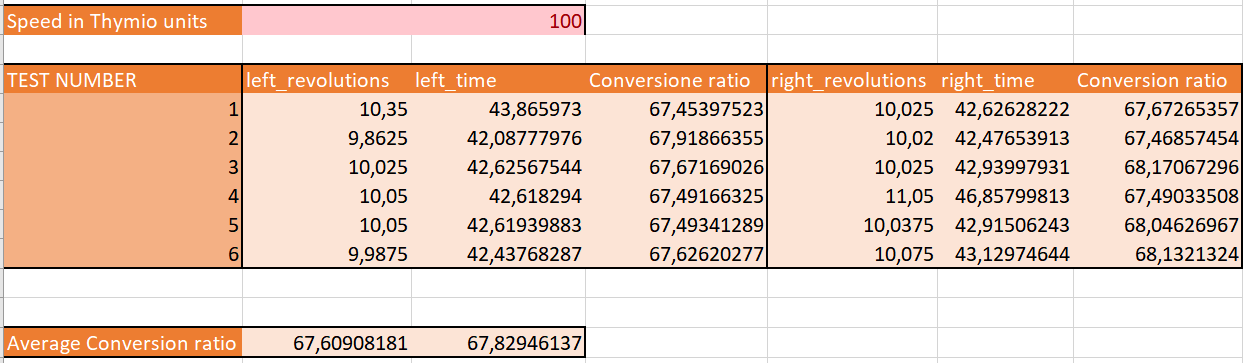 Speed in Thymio units 100
TEST NUMBER left_revolutions left_time Conversione ratio right_revolutions right_time Conversion ratio
1 10,35 43,865973 67,45397523 10,025 42,62628222 67,67265357
2 9,8625 42,08777976 67,91866355 10,02 42,47653913 67,46857454
3 10,025 42,62567544 67,67169026 10,025 42,93997931 68,17067296
4 10,05 42,618294 67,49166325 11,05 46,85799813 67,49033508
5 10,05 42,61939883 67,49341289 10,0375 42,91506243 68,04626967
6 9,9875 42,43768287 67,62620277 10,075 43,12974644 68,1321324
Average Conversion ratio 67,60908181 67,82946137